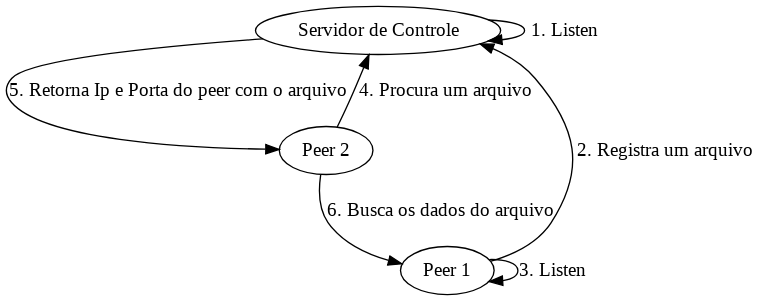 Servidor de Controle
1. Listen
5. Retorna Ip e Porta do peer com o arquivo
4. Procura um arquivo
Peer 2
2. Registra um arquivo
6. Busca os dados do arquivo
Peer 1
3. Listen